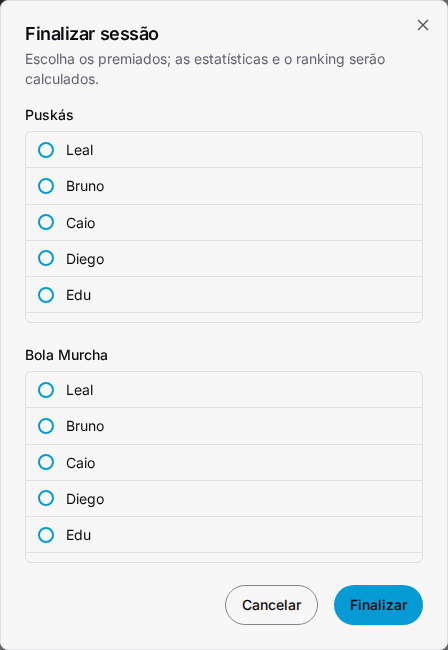 Finalizar sessão
Escolha os premiados; as estatísticas e o ranking serão
calculados.
Puskás
Leal
Bruno
Caio
Diego
Edu
Bola Murcha
Leal
Bruno
Caio
Diego
Edu
Cancelar
Finalizar